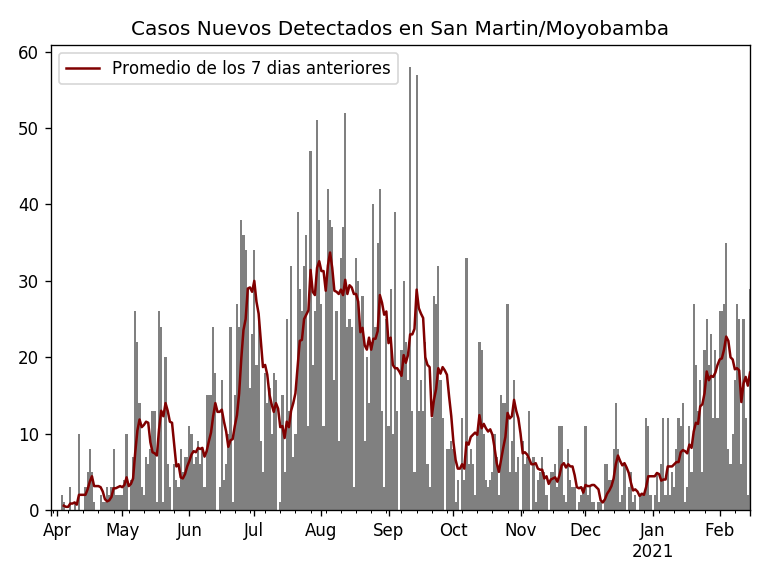 Casos Nuevos Detectados en San Martin/Moyobamba
Promedio de los 7 dias anteriores
60
50
40
30
20
10
0
Apr May Jun Jul Aug Sep Oct Nov Dec Jan Feb
2021